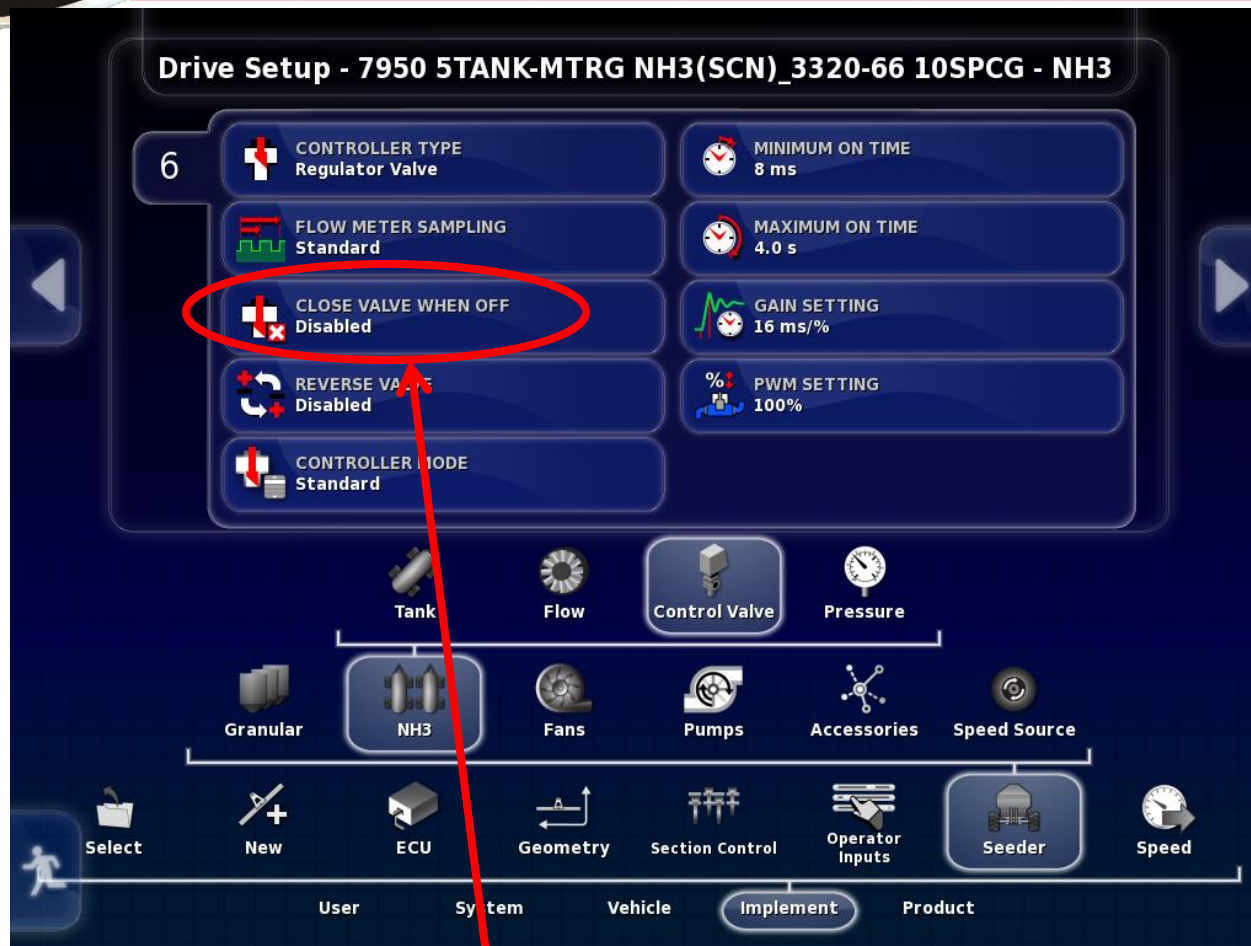 Drive Setup - 7950 5TANK-MTRG NH3(SCN)_3320-66 10SPCG - NH3
6
CONTROLLER TYPE
Regulator Valve
FLOW METER SAMPLING
Standard
CLOSE VALVE WHEN OFF
Disabled
REVERSE VALVE
Disabled
CONTROLLER MODE
Standard
MINIMUM ON TIME
8 ms
MAXIMUM ON TIME
4.0 s
GAIN SETTING
16 ms/%
%
PWM SETTING
100%
Tank
Flow
Control Valve
Pressure
Granular
NH3
Fans
Pumps
Accessories
Speed Source
Select
New
ECU
Geometry
Section Control
Operator
Inputs
Seeder
Speed
User
System
Vehicle
Implement
Product